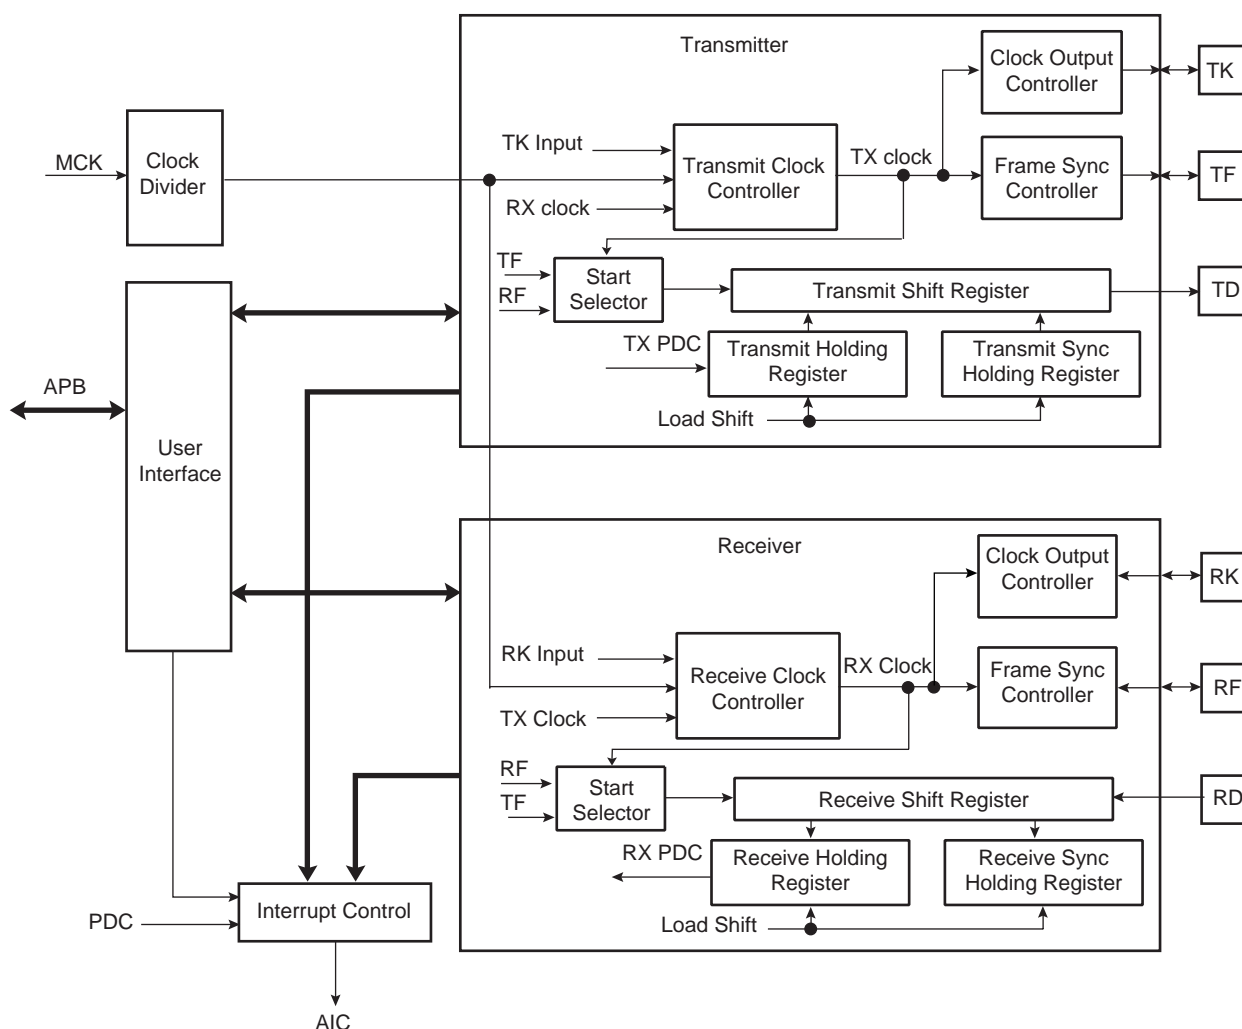 Transmitter
Clock Output
Controller
TK
MCK
Clock
Divider
TK Input
Transmit Clock
Controller
TX clock
Frame Sync
Controller
TF
RX clock
TF
RF
Start
Selector
Transmit Shift Register
TD
TX PDC
Transmit Holding
Register
Transmit Sync
Holding Register
Load Shift
APB
User
Interface
Receiver
Clock Output
Controller
RK
RK Input
Receive Clock
Controller
RX Clock
Frame Sync
Controller
RF
TX Clock
RF
TF
Start
Selector
Receive Shift Register
RD
RX PDC
Receive Holding
Register
Receive Sync
Holding Register
Load Shift
PDC
Interrupt Control
AIC